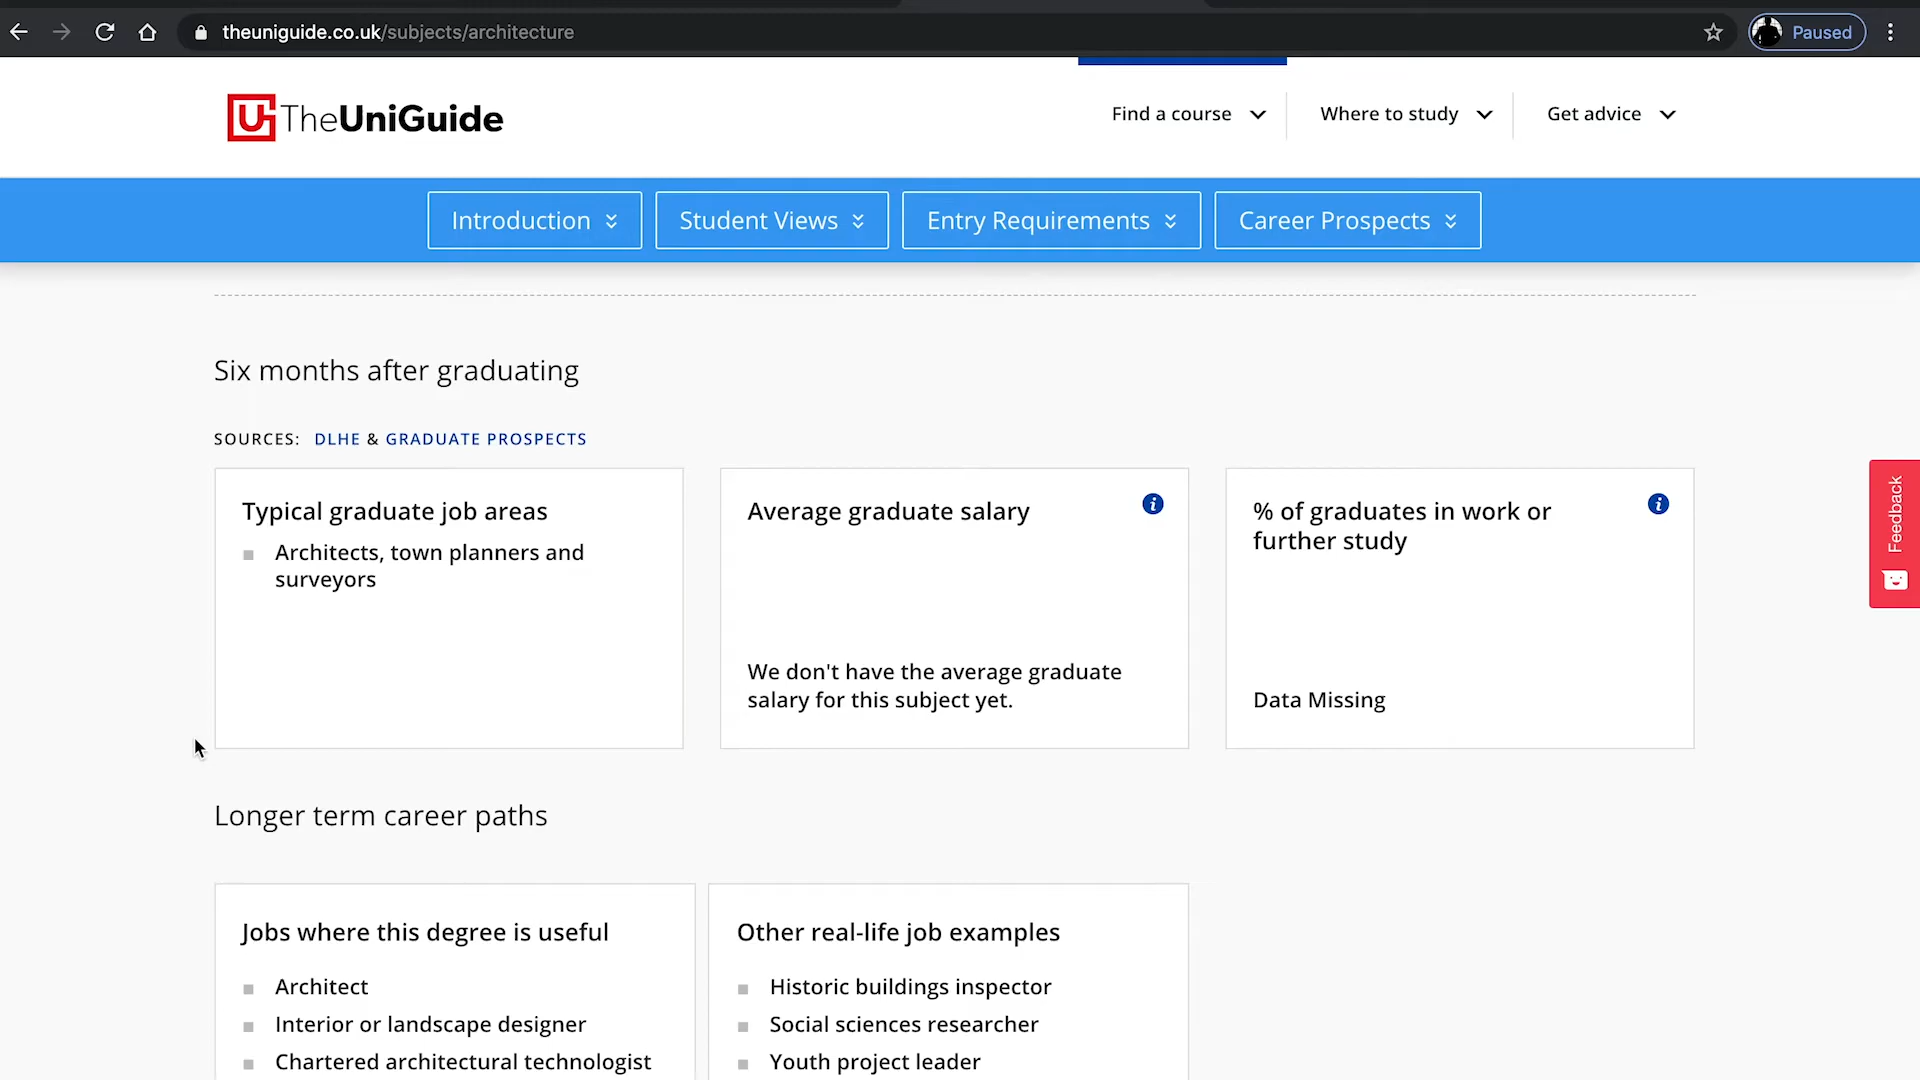 theuniguide.co.uk/subjects/architecture
Paused
TheUniGuide
Find a course
Where to study
Get advice
Introduction
Student Views
Entry Requirements
Career Prospects
Six months after graduating
SOURCES: DLHE & GRADUATE PROSPECTS
Typical graduate job areas
Architects, town planners and
surveyors
Average graduate salary
We don't have the average graduate
salary for this subject yet.
% of graduates in work or
further study
Data Missing
Feedback
Longer term career paths
Jobs where this degree is useful
Architect
Interior or landscape designer
Chartered architectural technologist
Other real-life job examples
Historic buildings inspector
Social sciences researcher
Youth project leader